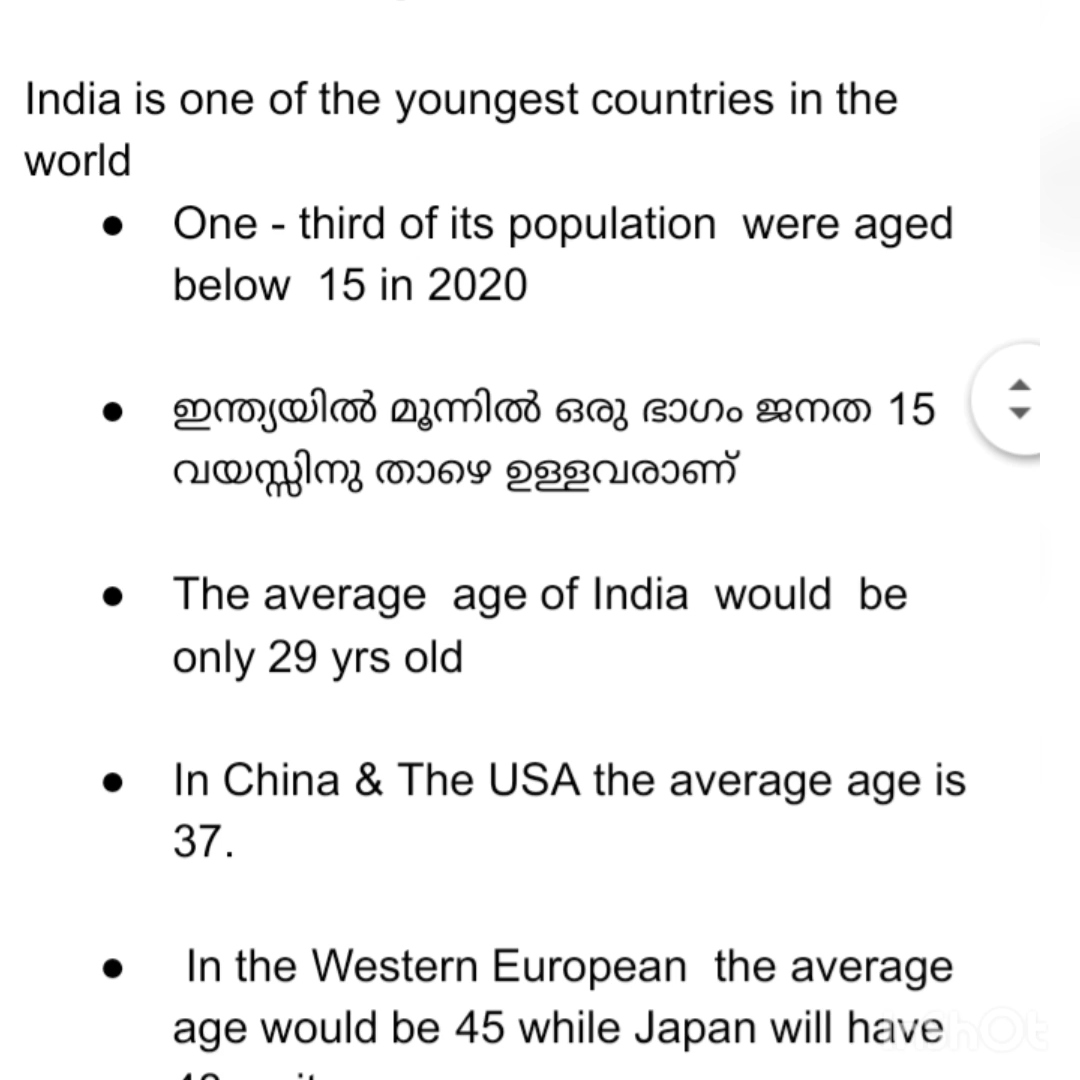 India is one of the youngest countries in the
world
● One - third of its population were aged
below 15 in 2020
● ഇന്ത്യയിൽ മൂന്നിൽ ഒരു ഭാഗം ജനത 15
വയസ്സിനു താഴെ ഉള്ളവരാണ്
● The average age of India would be
only 29 yrs old
● In China & The USA the average age is
37.
● In the Western European the average
age would be 45 while Japan will have
InShOt